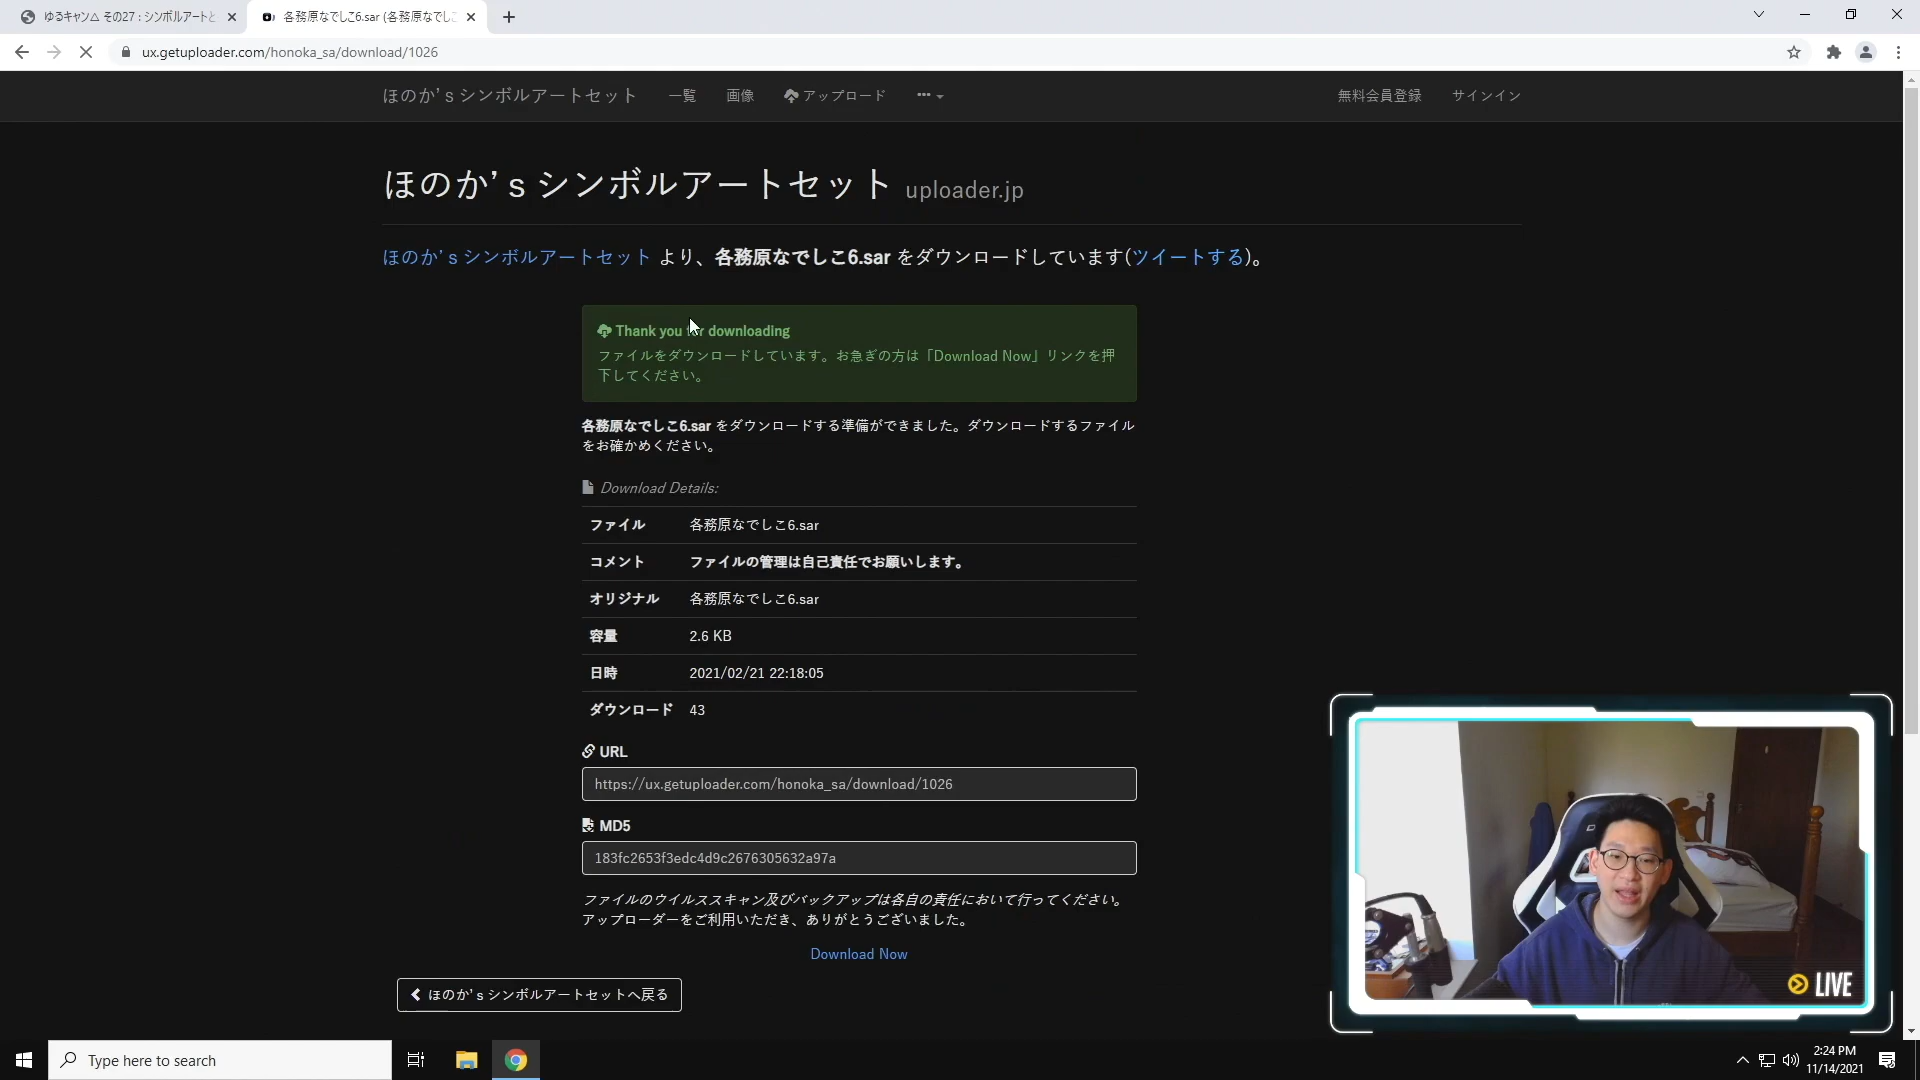 ゆるキャン△ その27 : シンボルアートと
各務原なでしこ6.sar (各務原なでしこ
ux.getuploader.com/honoka_sa/download/1026
ほのか’ｓシンボルアートセット 一覧 画像 アップロード 無料会員登録 サインイン
ほのか’ｓシンボルアートセット uploader.jp
ほのか’ｓシンボルアートセット より、各務原なでしこ6.sar をダウンロードしています(ツイートする)。
Thank you for downloading
ファイルをダウンロードしています。お急ぎの方は「Download Now」リンクを押
下してください。
各務原なでしこ6.sar をダウンロードする準備ができました。ダウンロードするファイル
をお確かめください。
Download Details:
ファイル 各務原なでしこ6.sar
コメント ファイルの管理は自己責任でお願いします。
オリジナル 各務原なでしこ6.sar
容量 2.6 KB
日時 2021/02/21 22:18:05
ダウンロード 43
URL
https://ux.getuploader.com/honoka_sa/download/1026
MD5
183fc2653f3edc4d9c2676305632a97a
ファイルのウイルススキャン及びバックアップは各自の責任において行ってください。
アップローダーをご利用いただき、ありがとうございました。
Download Now
ほのか’ｓシンボルアートセットへ戻る
LIVE
Type here to search
2:24 PM
11/14/2021